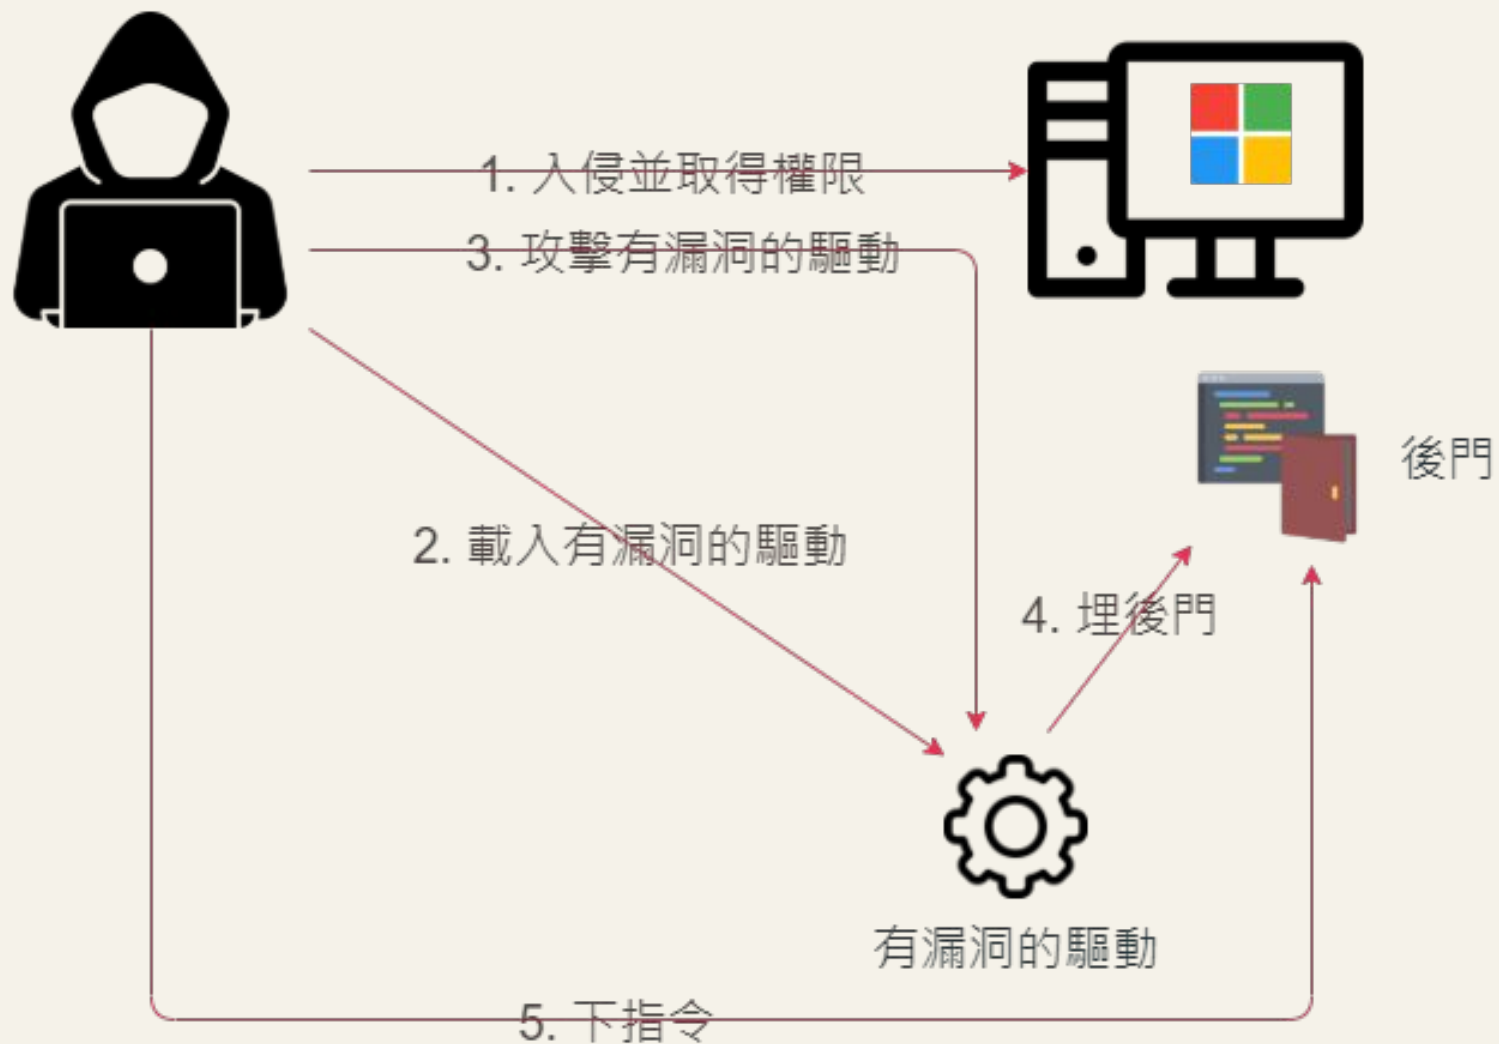 1. 入侵並取得權限
3. 攻擊有漏洞的驅動
後門
2. 載入有漏洞的驅動
4. 埋後門
有漏洞的驅動
5. 下指令